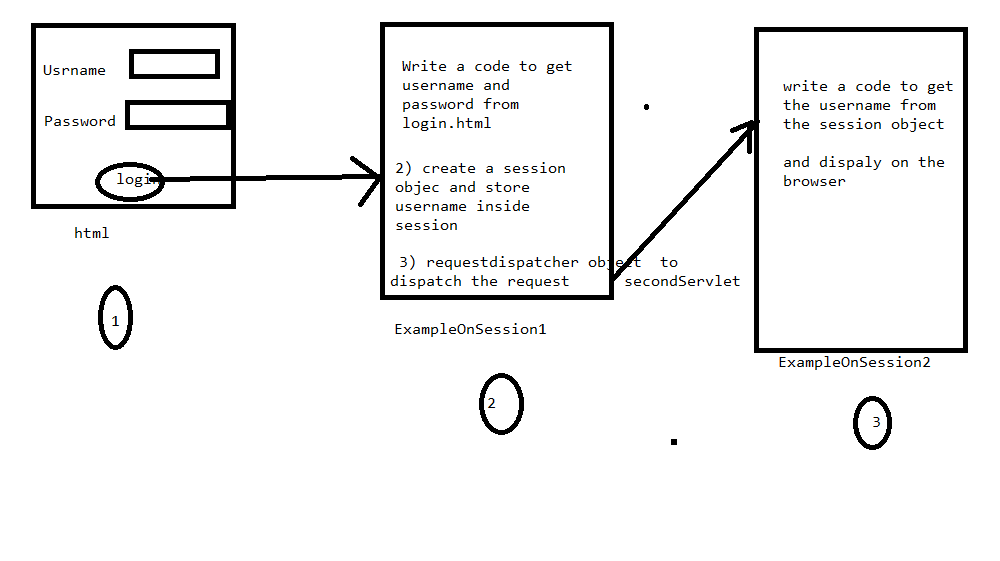 Usrname
Password
login
html
1
Write a code to get
username and
password from
login.html
2) create a session
objec and store
username inside
session
3) requestdispatcher object to
dispatch the request secondServlet
ExampleOnSession1
2
write a code to get
the username from
the session object
and dispaly on the
browser
ExampleOnSession2
3